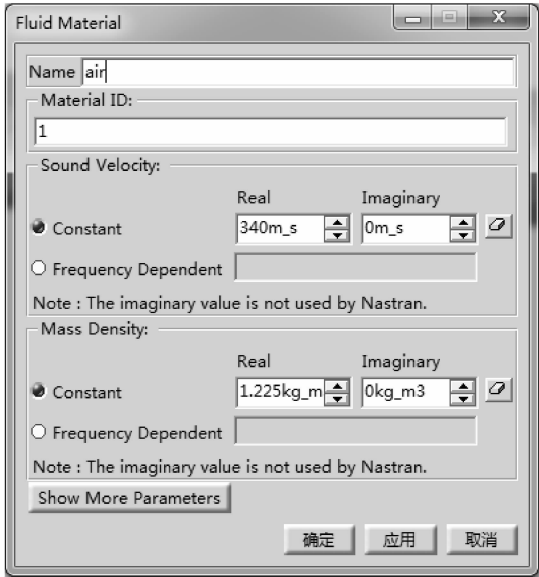 Fluid Material
Name air
Material ID:
1
Sound Velocity:
Real Imaginary
Constant 340m_s 0m_s
Frequency Dependent
Note : The imaginary value is not used by Nastran.
Mass Density:
Real Imaginary
Constant 1.225kg_m 0kg_m3
Frequency Dependent
Note : The imaginary value is not used by Nastran.
Show More Parameters
确定 应用 取消